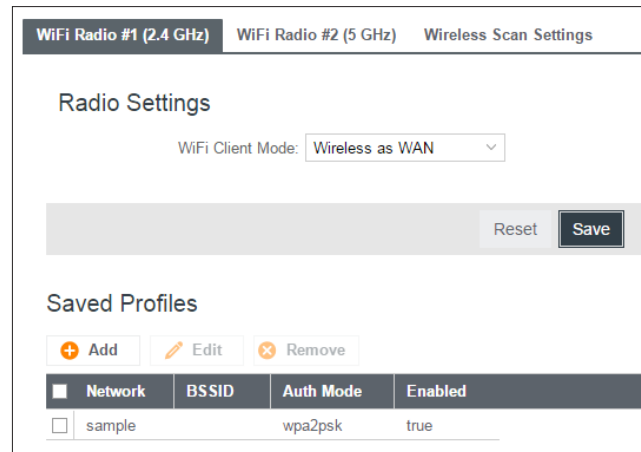 WiFi Radio #1 (2.4 GHz) WiFi Radio #2 (5 GHz) Wireless Scan Settings
Radio Settings
WiFi Client Mode: Wireless as WAN
Reset Save
Saved Profiles
Add Edit Remove
Network BSSID Auth Mode Enabled
sample wpa2psk true